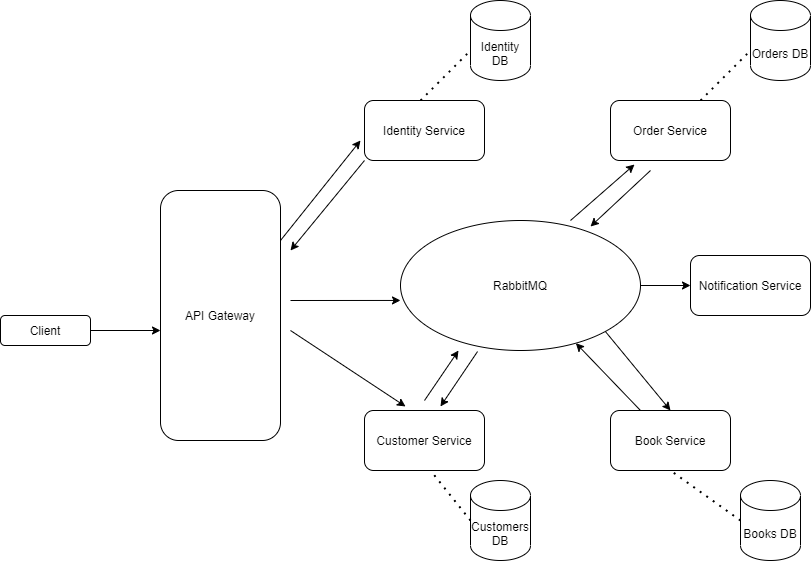 Identity
DB
Orders DB
Identity Service
Order Service
RabbitMQ
Notification Service
API Gateway
Client
Customer Service
Book Service
Customers
DB
Books DB